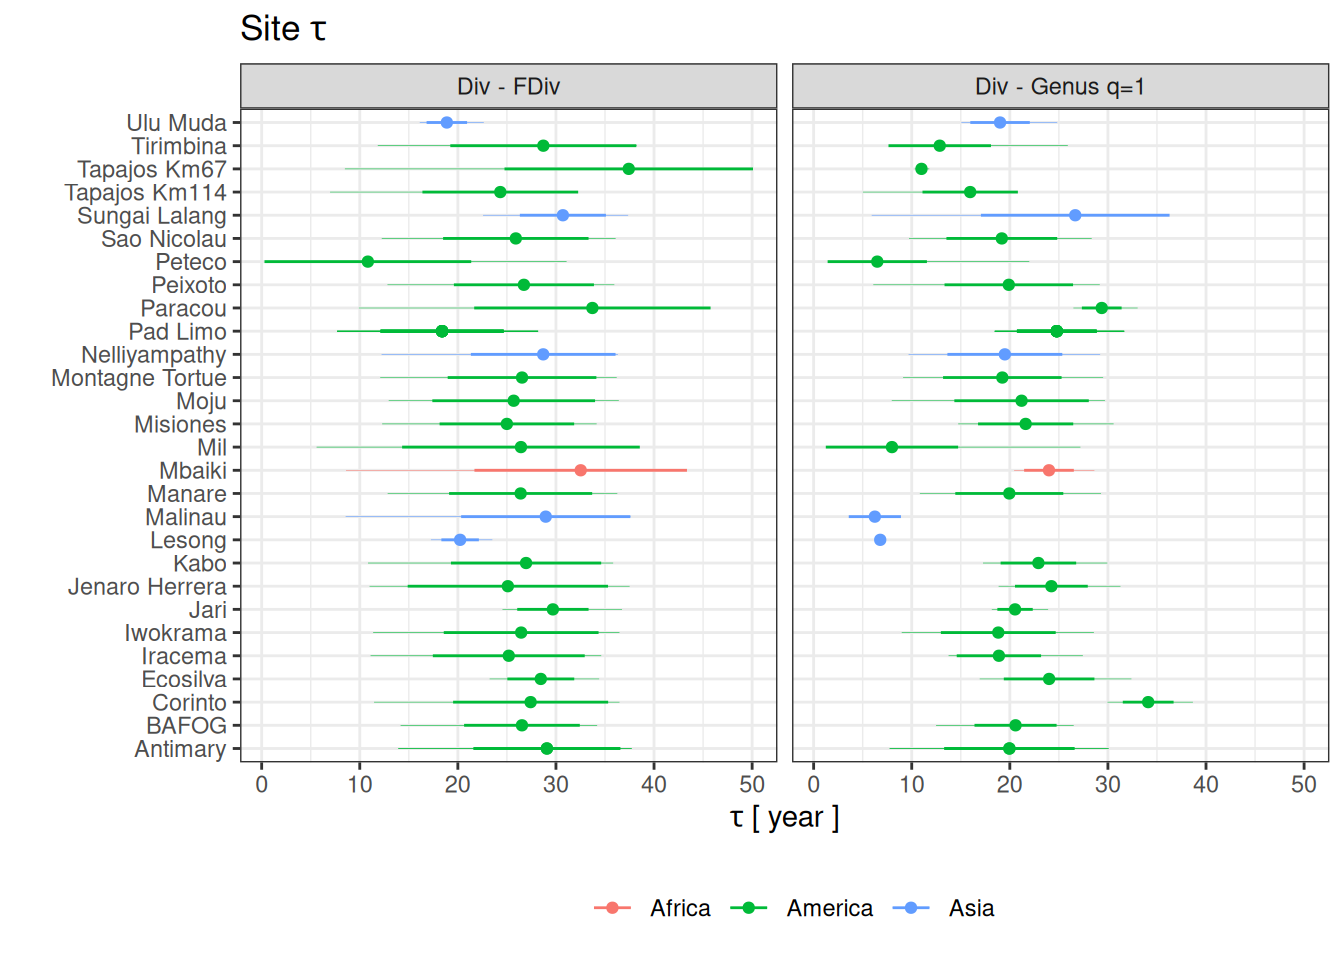 Site τ
Div - FDiv
Div - Genus q=1
Ulu Muda
Tirimbina
Tapajos Km67
Tapajos Km114
Sungai Lalang
Sao Nicolau
Peteco
Peixoto
Paracou
Pad Limo
Nelliyampathy
Montagne Tortue
Moju
Misiones
Mil
Mbaiki
Manare
Malinau
Lesong
Kabo
Jenaro Herrera
Jari
Iwokrama
Iracema
Ecosilva
Corinto
BAFOG
Antimary
0 10 20 30 40 50
0 10 20 30 40 50
τ [ year ]
Africa America Asia